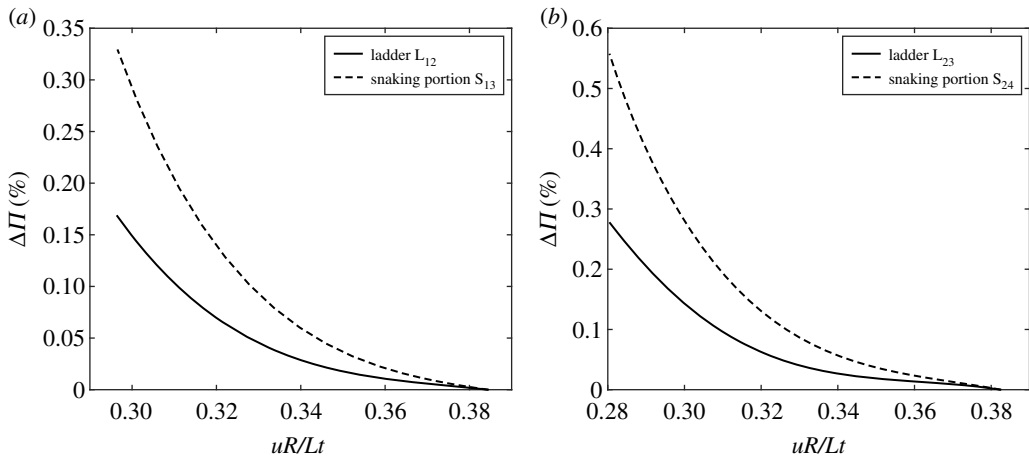 (a)
0.35
0.30
0.25
0.20
0.15
0.10
0.05
0
ΔΠ (%)
ladder L₁₂
snaking portion S₁₃
0.30 0.32 0.34 0.36 0.38
uR/Lt
(b)
0.6
0.5
0.4
0.3
0.2
0.1
0
ΔΠ (%)
ladder L₂₃
snaking portion S₂₄
0.28 0.30 0.32 0.34 0.36 0.38
uR/Lt